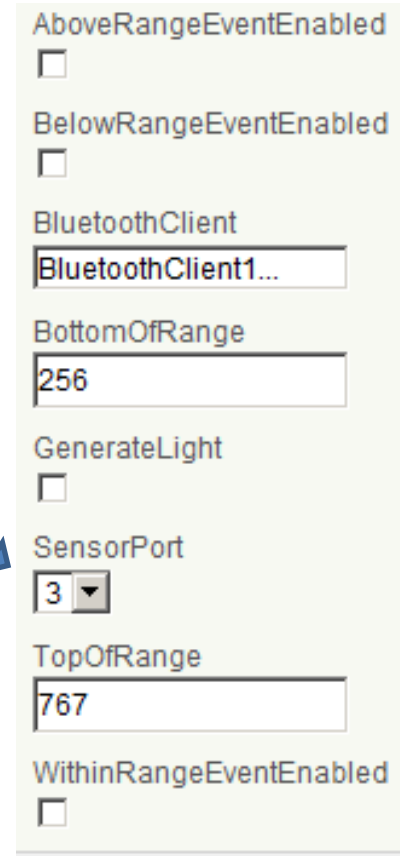 AboveRangeEventEnabled
BelowRangeEventEnabled
BluetoothClient
BluetoothClient1...
BottomOfRange
256
GenerateLight
SensorPort
3
TopOfRange
767
WithinRangeEventEnabled